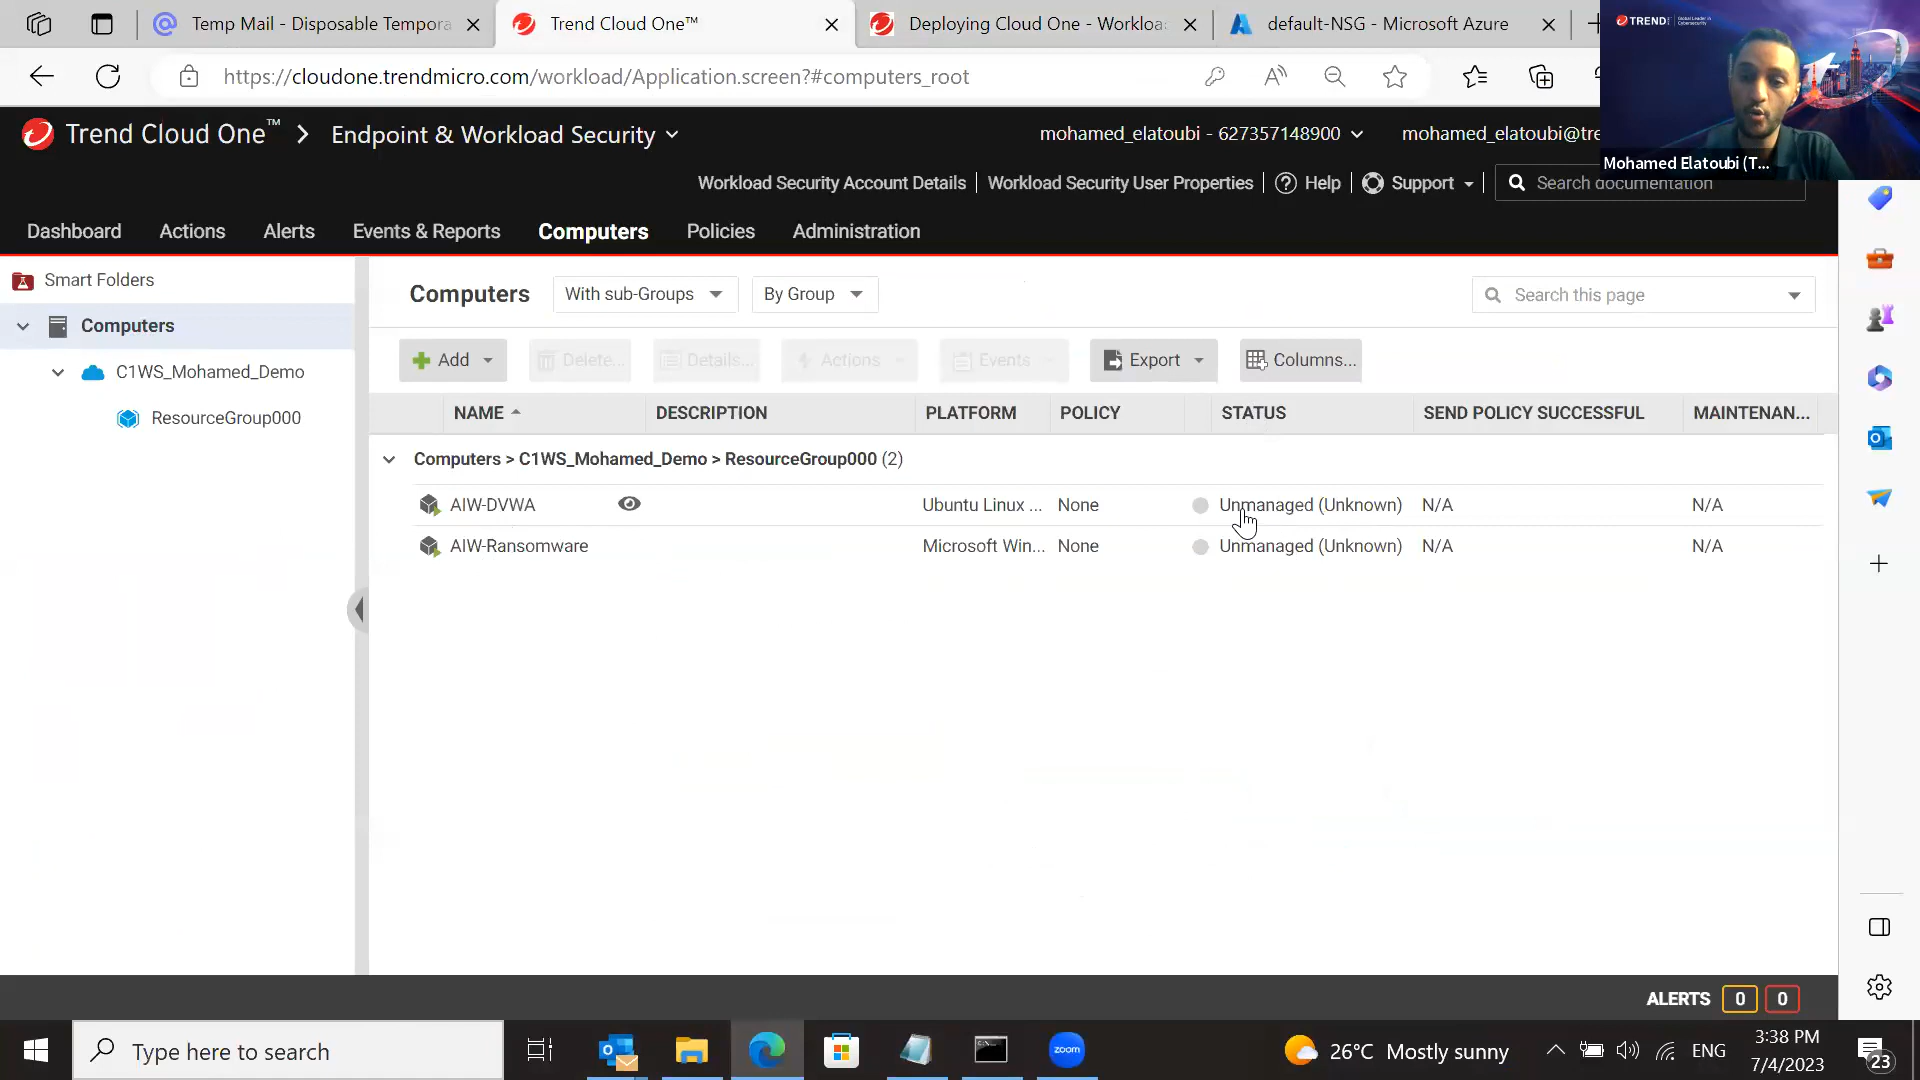 Temp Mail - Disposable Tempora
Trend Cloud One™
Deploying Cloud One - Workloa
default-NSG - Microsoft Azure
https://cloudone.trendmicro.com/workload/Application.screen?#computers_root
TREND
Mohamed Elatoubi (T...
Trend Cloud One™ > Endpoint & Workload Security
mohamed_elatoubi - 627357148900
mohamed_elatoubi@tre
Workload Security Account Details
Workload Security User Properties
Help
Support
Search documentation
Dashboard
Actions
Alerts
Events & Reports
Computers
Policies
Administration
Smart Folders
Computers
C1WS_Mohamed_Demo
ResourceGroup000
Computers
With sub-Groups
By Group
Search this page
Add
Delete...
Details...
Actions
Events
Export
Columns...
NAME DESCRIPTION PLATFORM POLICY STATUS SEND POLICY SUCCESSFUL MAINTENAN...
Computers > C1WS_Mohamed_Demo > ResourceGroup000 (2)
AIW-DVWA Ubuntu Linux ... None Unmanaged (Unknown) N/A N/A
AIW-Ransomware Microsoft Win... None Unmanaged (Unknown) N/A N/A
ALERTS 0 0
Type here to search
zoom
26°C Mostly sunny
ENG
3:38 PM
7/4/2023
23